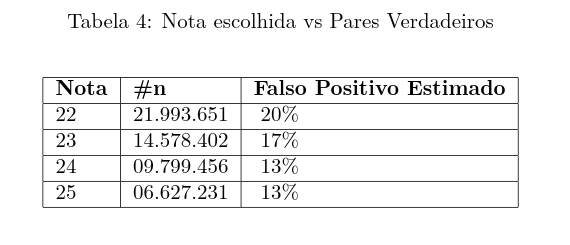 Tabela 4: Nota escolhida vs Pares Verdadeiros
Nota #n Falso Positivo Estimado
22 21.993.651 20%
23 14.578.402 17%
24 09.799.456 13%
25 06.627.231 13%